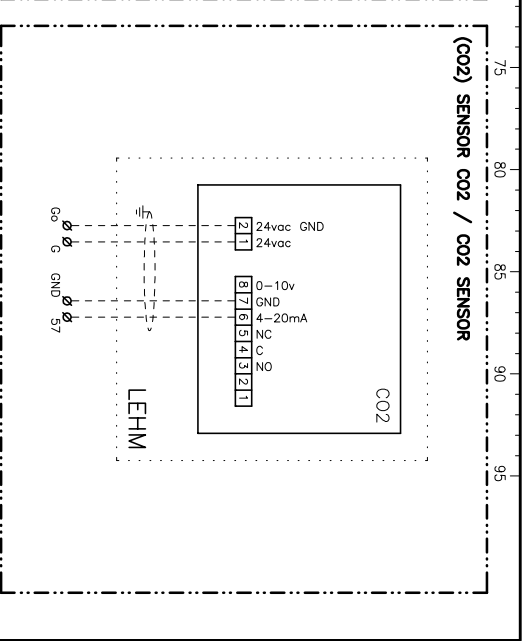 75
80
85
90
95
(CO2) SENSOR CO2 / CO2 SENSOR
CO2
2 24vac GND
1 24vac
8 0-10v
7 GND
6 4-20mA
5 NC
4 C
3 NO
2
1
LEHM
Go
G
GND
57